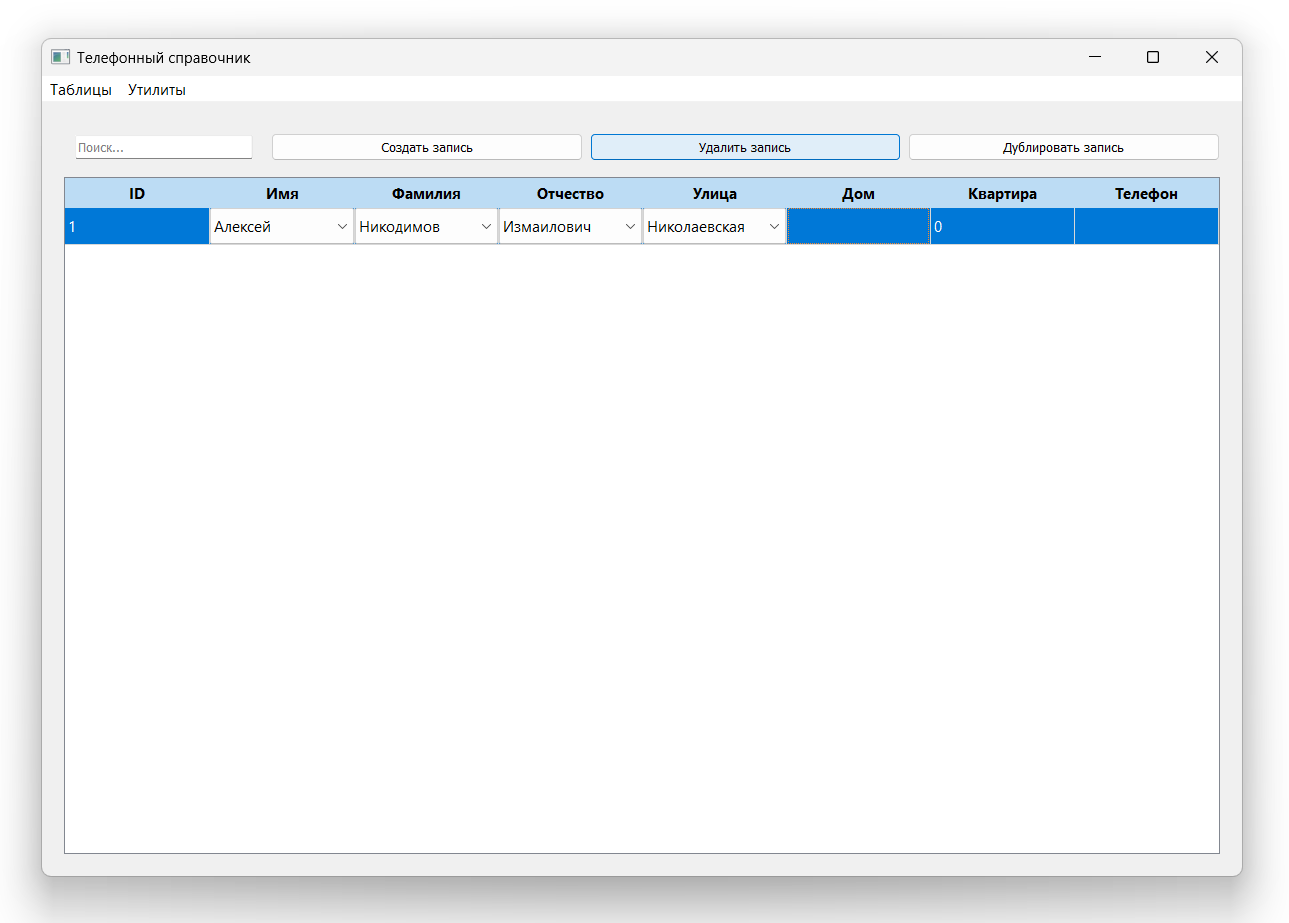 Телефонный справочник
Таблицы Утилиты
Поиск... Создать запись Удалить запись Дублировать запись
ID Имя Фамилия Отчество Улица Дом Квартира Телефон
1 Алексей Никодимов Измаилович Николаевская 0